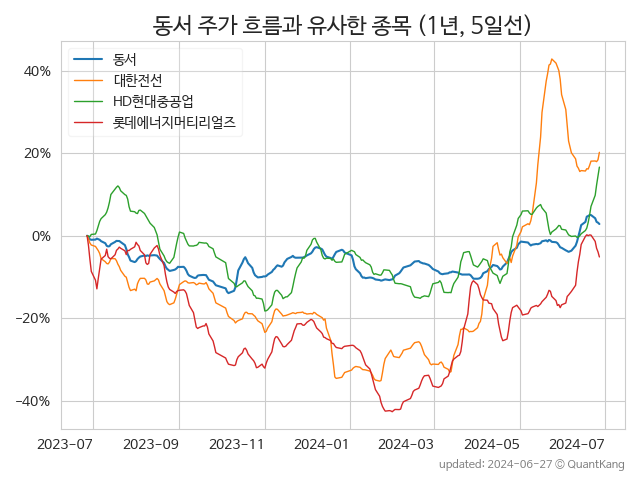 동서 주가 흐름과 유사한 종목 (1년, 5일선)
동서
대한전선
HD현대중공업
롯데에너지머티리얼즈
40%
20%
0%
−20%
−40%
2023-07 2023-09 2023-11 2024-01 2024-03 2024-05 2024-07
updated: 2024-06-27 © QuantKang